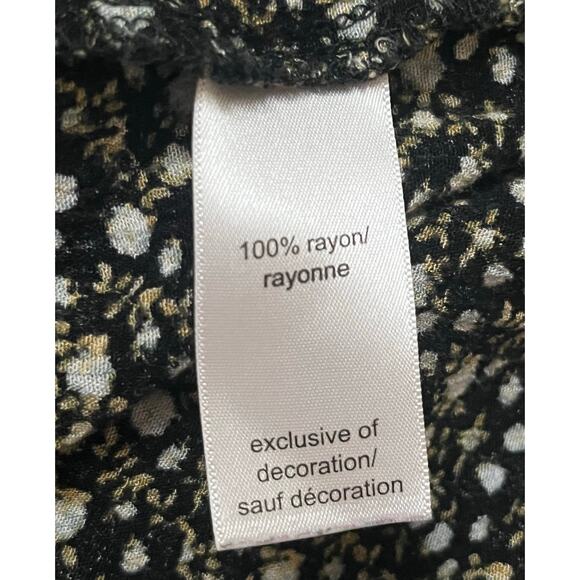 100% rayon/
rayonne
exclusive of
decoration/
sauf décoration